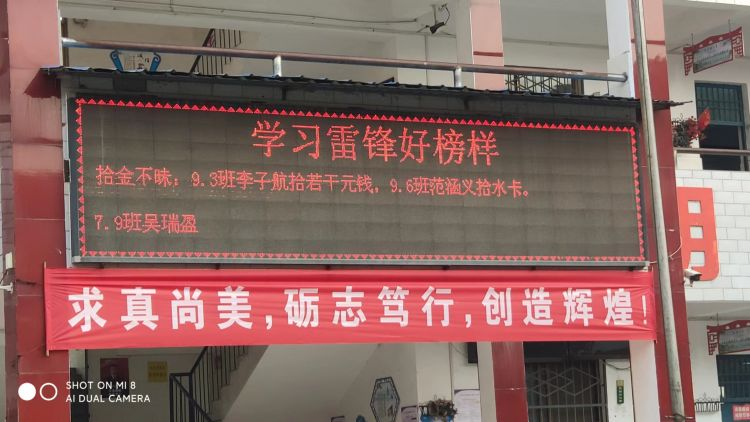 学习雷锋好榜样
拾金不昧：9.3班李子航拾若干元钱，9.6班范涵义拾水卡。
7.9班吴瑞盈
求真尚美，砺志笃行，创造辉煌！
SHOT ON MI 8
AI DUAL CAMERA